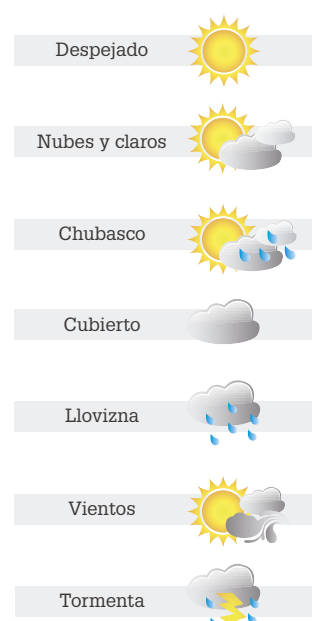 Despejado
Nubes y claros
Chubasco
Cubierto
Llovizna
Vientos
Tormenta